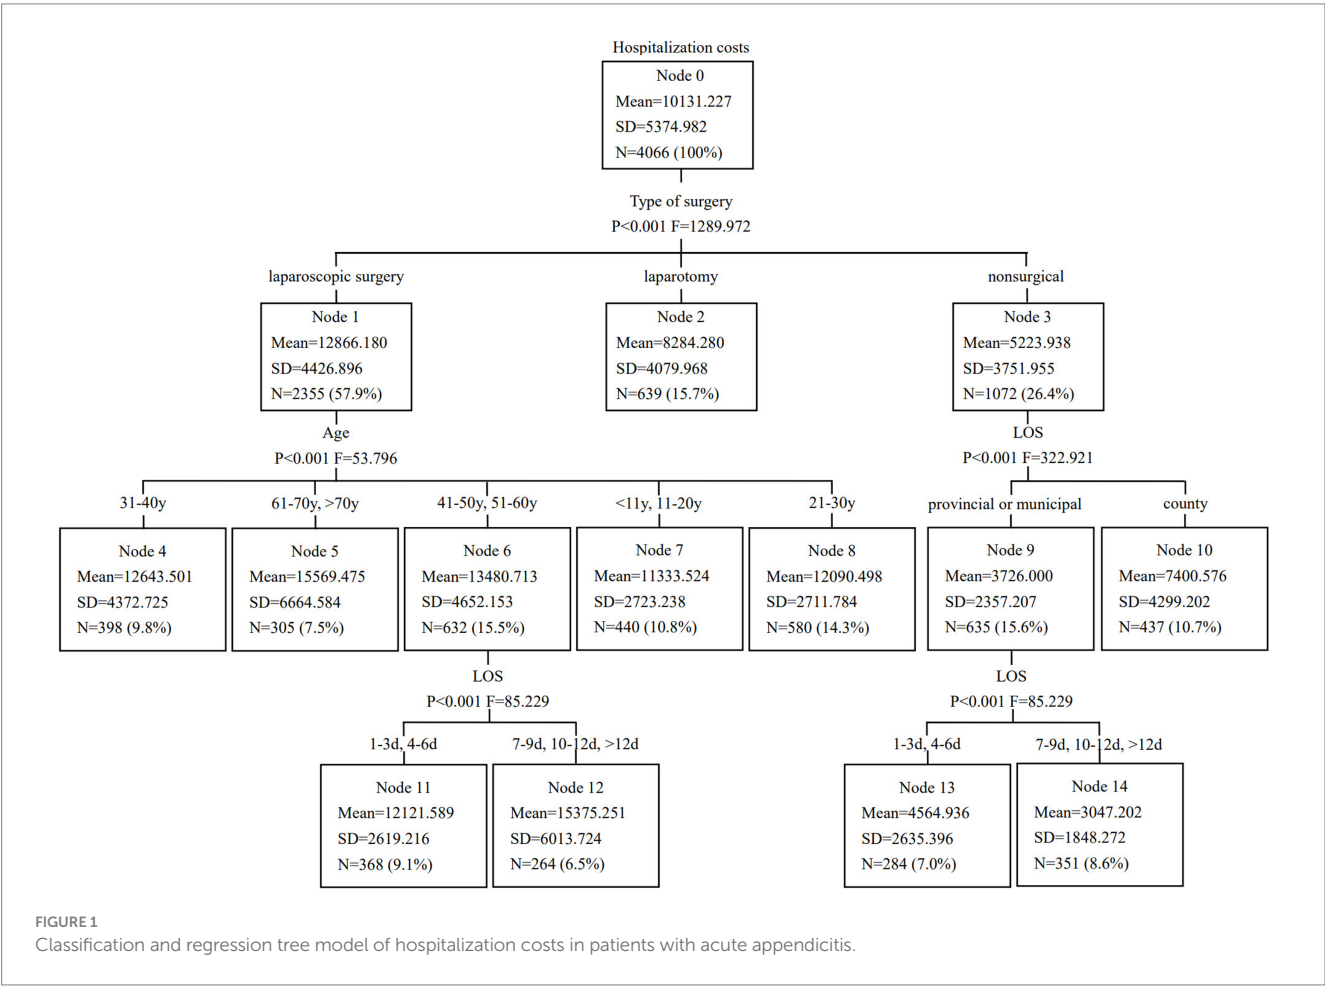 Hospitalization costs
Node 0
Mean=10131.227
SD=5374.982
N=4066 (100%)
Type of surgery
P<0.001 F=1289.972
laparoscopic surgery
laparotomy
nonsurgical
Node 1
Mean=12866.180
SD=4426.896
N=2355 (57.9%)
Node 2
Mean=8284.280
SD=4079.968
N=639 (15.7%)
Node 3
Mean=5223.938
SD=3751.955
N=1072 (26.4%)
Age
P<0.001 F=53.796
LOS
P<0.001 F=322.921
31-40y
61-70y, >70y
41-50y, 51-60y
<11y, 11-20y
21-30y
provincial or municipal
county
Node 4
Mean=12643.501
SD=4372.725
N=398 (9.8%)
Node 5
Mean=15569.475
SD=6664.584
N=305 (7.5%)
Node 6
Mean=13480.713
SD=4652.153
N=632 (15.5%)
Node 7
Mean=11333.524
SD=2723.238
N=440 (10.8%)
Node 8
Mean=12090.498
SD=2711.784
N=580 (14.3%)
Node 9
Mean=3726.000
SD=2357.207
N=635 (15.6%)
Node 10
Mean=7400.576
SD=4299.202
N=437 (10.7%)
LOS
P<0.001 F=85.229
LOS
P<0.001 F=85.229
1-3d, 4-6d
7-9d, 10-12d, >12d
1-3d, 4-6d
7-9d, 10-12d, >12d
Node 11
Mean=12121.589
SD=2619.216
N=368 (9.1%)
Node 12
Mean=15375.251
SD=6013.724
N=264 (6.5%)
Node 13
Mean=4564.936
SD=2635.396
N=284 (7.0%)
Node 14
Mean=3047.202
SD=1848.272
N=351 (8.6%)
FIGURE 1
Classification and regression tree model of hospitalization costs in patients with acute appendicitis.